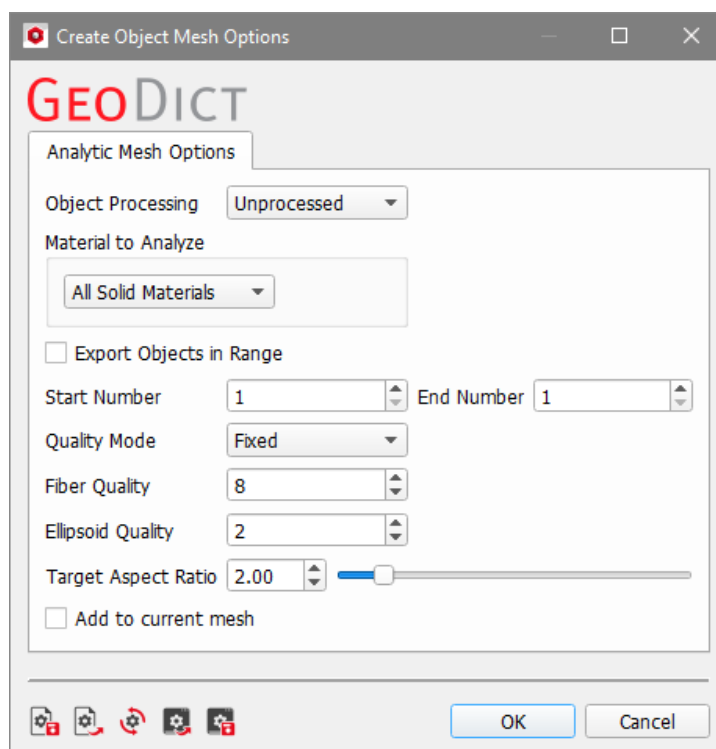 Create Object Mesh Options
GEODICT
Analytic Mesh Options
Object Processing Unprocessed
Material to Analyze
All Solid Materials
Export Objects in Range
Start Number 1 End Number 1
Quality Mode Fixed
Fiber Quality 8
Ellipsoid Quality 2
Target Aspect Ratio 2.00
Add to current mesh
OK Cancel